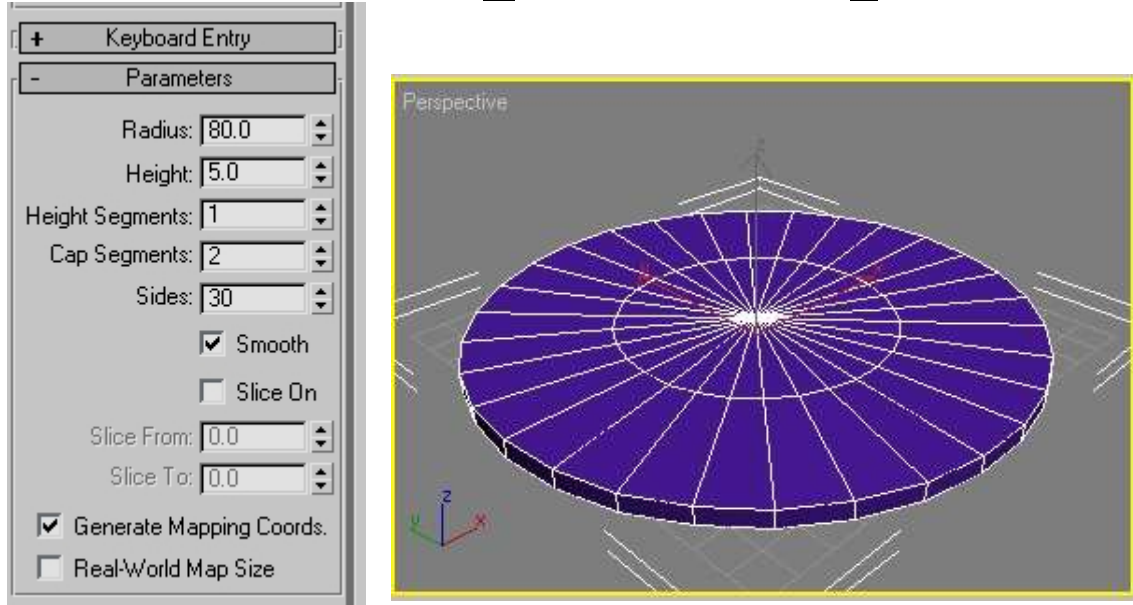 + Keyboard Entry
- Parameters
Radius: 80.0
Height: 5.0
Height Segments: 1
Cap Segments: 2
Sides: 30
Smooth
Slice On
Slice From: 0.0
Slice To: 0.0
Generate Mapping Coords.
Real-World Map Size
Perspective
z
z
y x